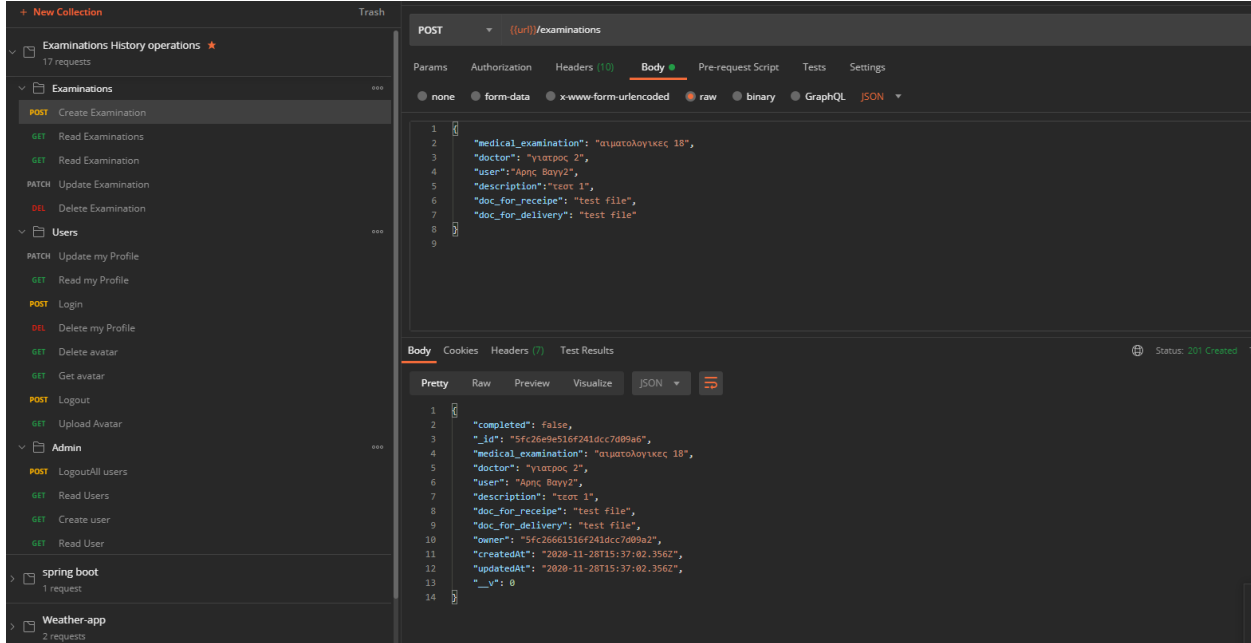 + New Collection
Trash
Examinations History operations ★
17 requests
Examinations
POST Create Examination
GET Read Examinations
GET Read Examination
PATCH Update Examination
DEL Delete Examination
Users
PATCH Update my Profile
GET Read my Profile
POST Login
DEL Delete my Profile
GET Delete avatar
GET Get avatar
POST Logout
GET Upload Avatar
Admin
POST LogoutAll users
GET Read Users
GET Create user
GET Read User
spring boot
1 request
Weather-app
2 requests
POST {{url}}/examinations
Params Authorization Headers (10) Body Pre-request Script Tests Settings
none form-data x-www-form-urlencoded raw binary GraphQL JSON
1 {
2 "medical_examination": "αιματολογικες 18",
3 "doctor": "γιατρος 2",
4 "user":"Αρης Βαγγ2",
5 "description":"τεστ 1",
6 "doc_for_receipe": "test file",
7 "doc_for_delivery": "test file"
8 }
9
Body Cookies Headers (7) Test Results Status: 201 Created
Pretty Raw Preview Visualize JSON
1 {
2 "completed": false,
3 "_id": "5fc26e9e516f241dcc7d09a6",
4 "medical_examination": "αιματολογικες 18",
5 "doctor": "γιατρος 2",
6 "user": "Αρης Βαγγ2",
7 "description": "τεστ 1",
8 "doc_for_receipe": "test file",
9 "doc_for_delivery": "test file",
10 "owner": "5fc26661516f241dcc7d09a2",
11 "createdAt": "2020-11-28T15:37:02.356Z",
12 "updatedAt": "2020-11-28T15:37:02.356Z",
13 "__v": 0
14 }